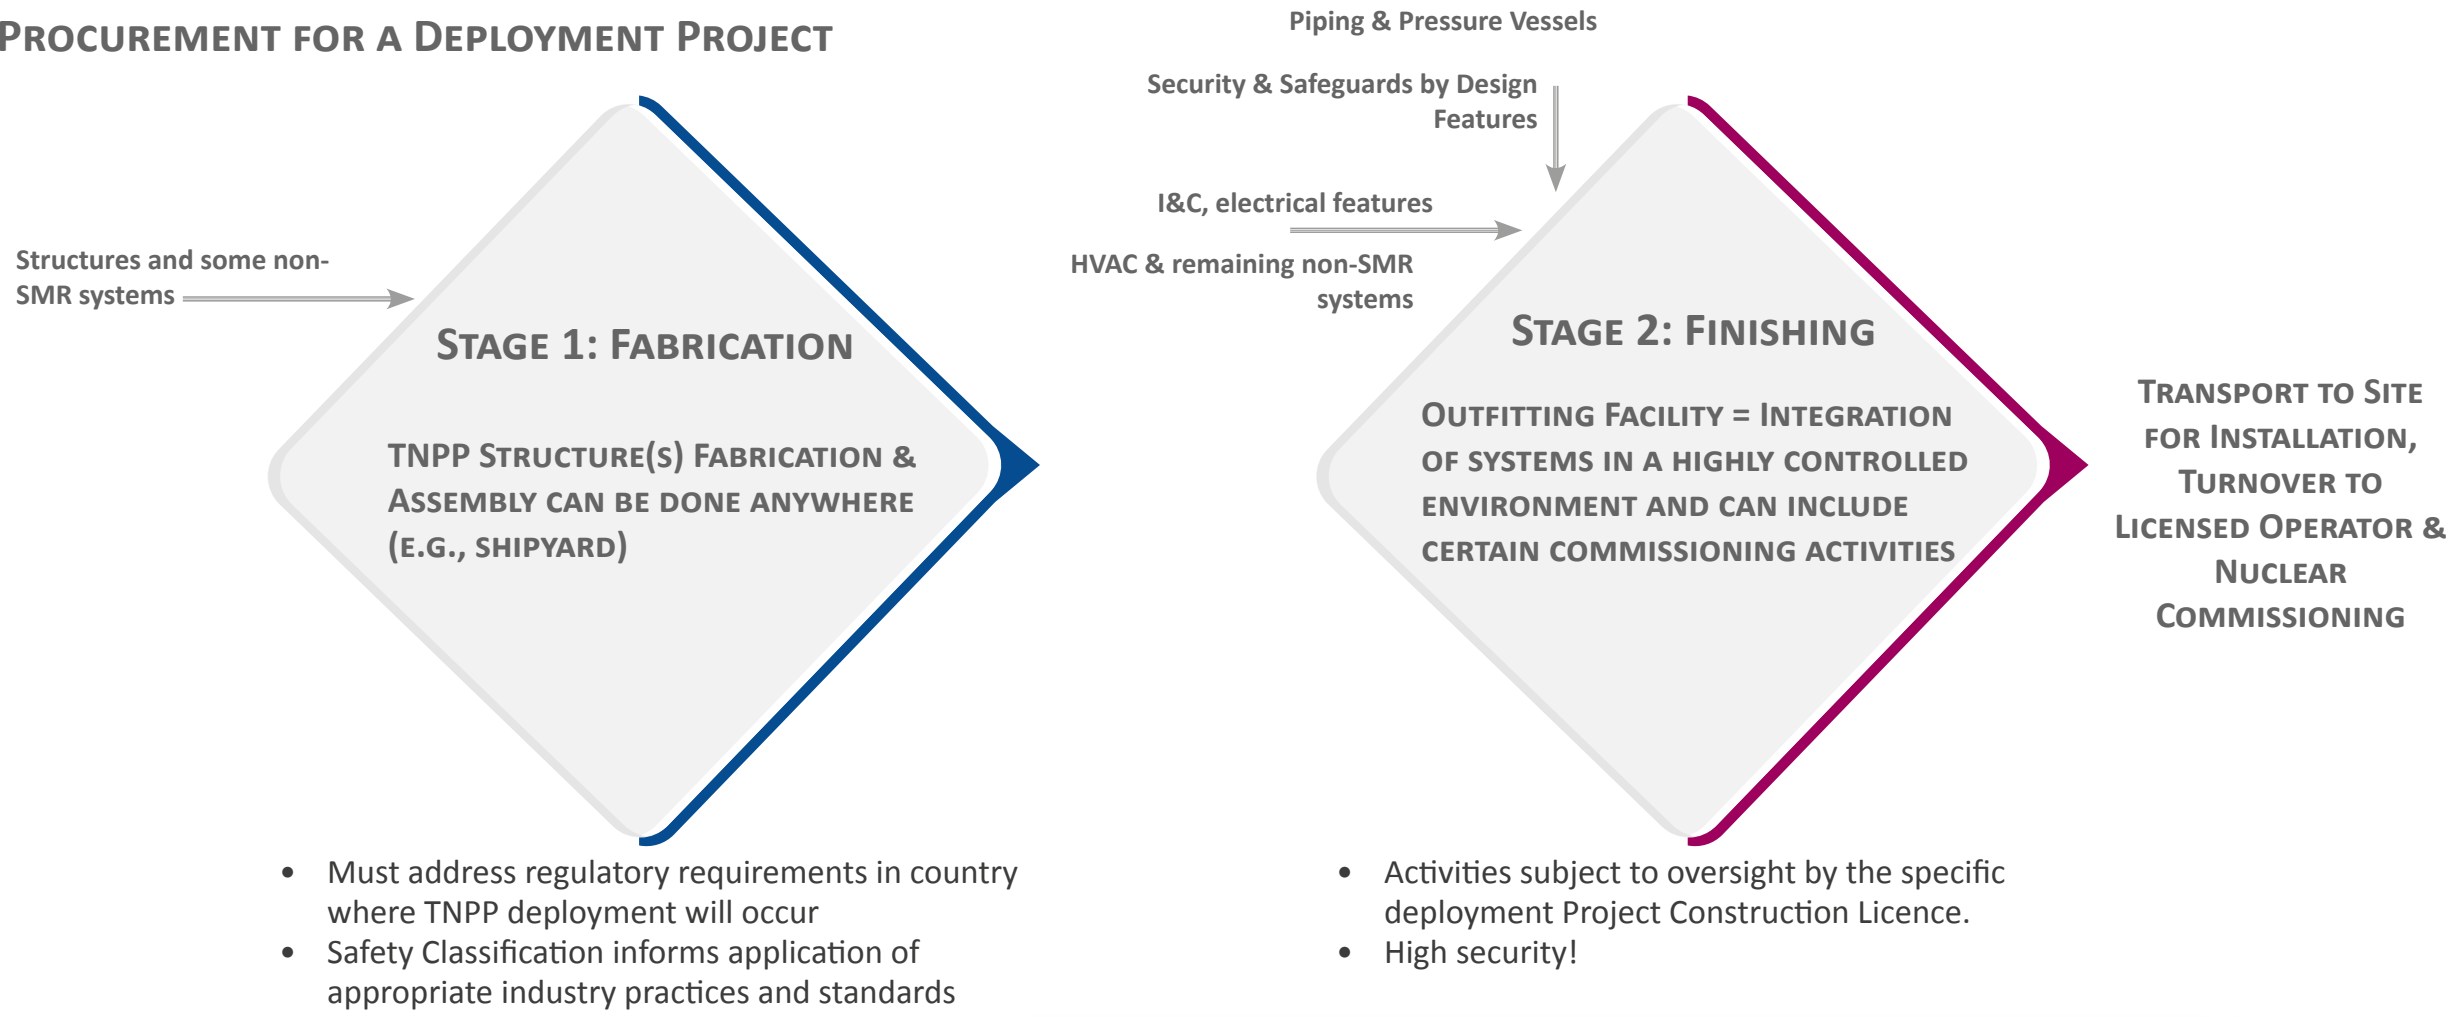 PROCUREMENT FOR A DEPLOYMENT PROJECT
Structures and some non-
SMR systems
STAGE 1: FABRICATION
TNPP STRUCTURE(S) FABRICATION &
ASSEMBLY CAN BE DONE ANYWHERE
(E.G., SHIPYARD)
• Must address regulatory requirements in country
where TNPP deployment will occur
• Safety Classification informs application of
appropriate industry practices and standards
Piping & Pressure Vessels
Security & Safeguards by Design
Features
I&C, electrical features
HVAC & remaining non-SMR
systems
STAGE 2: FINISHING
OUTFITTING FACILITY = INTEGRATION
OF SYSTEMS IN A HIGHLY CONTROLLED
ENVIRONMENT AND CAN INCLUDE
CERTAIN COMMISSIONING ACTIVITIES
• Activities subject to oversight by the specific
deployment Project Construction Licence.
• High security!
TRANSPORT TO SITE
FOR INSTALLATION,
TURNOVER TO
LICENSED OPERATOR &
NUCLEAR
COMMISSIONING